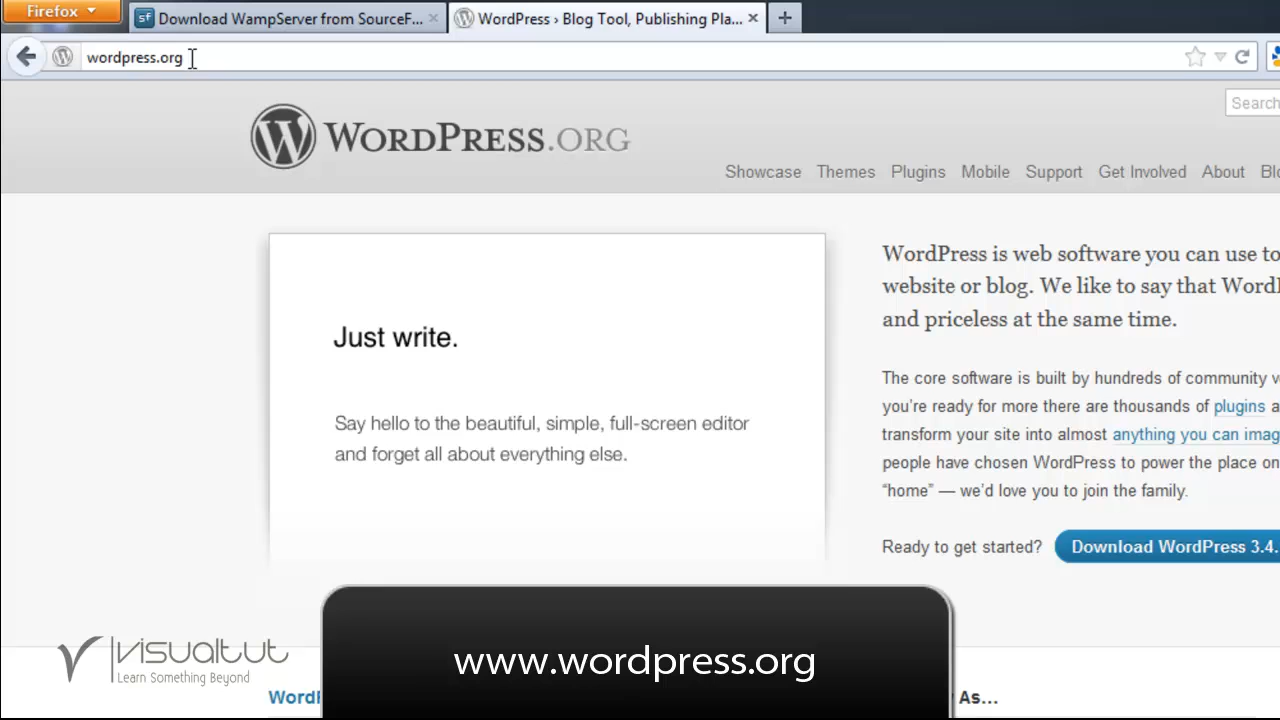 Firefox
Download WampServer from SourceF...
WordPress › Blog Tool, Publishing Pla...
wordpress.org
Search
WORDPRESS.ORG
Showcase Themes Plugins Mobile Support Get Involved About
Just write.
Say hello to the beautiful, simple, full-screen editor
and forget all about everything else.
WordPress is web software you can use to
website or blog. We like to say that
and priceless at the same time.
The core software is built by hundreds of community
you're ready for more there are thousands of plugins
transform your site into almost anything you can
people have chosen WordPress to power the place on
“home” — we'd love you to join the family.
Ready to get started?
Download WordPress 3.4.
visualtut
Learn Something Beyond
www.wordpress.org
As...